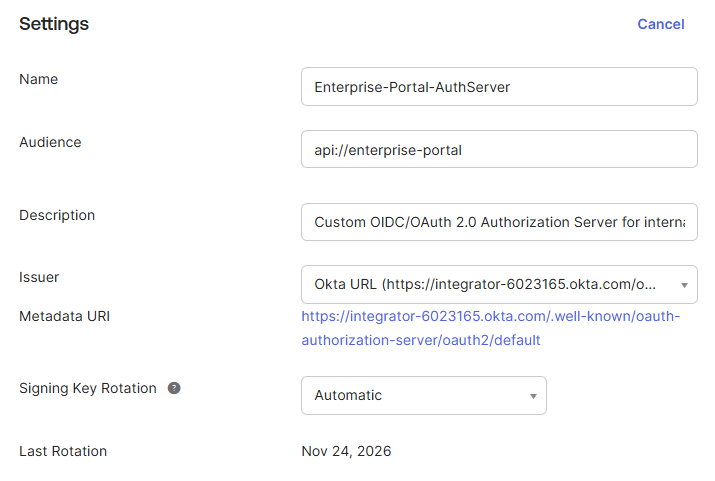 Settings
Cancel
Name
Enterprise-Portal-AuthServer
Audience
api://enterprise-portal
Description
Custom OIDC/OAuth 2.0 Authorization Server for
Issuer
Okta URL (https://integrator-6023165.okta.com/o...
Metadata URI
https://integrator-6023165.okta.com/.well-known/oauth-
authorization-server/oauth2/default
Signing Key Rotation ?
Automatic
Last Rotation
Nov 24, 2026